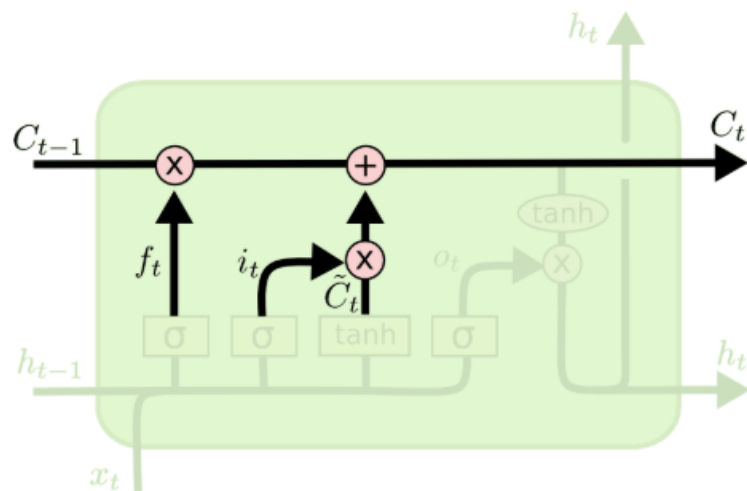 h_t
C_{t-1} x + C_t
tanh
f_t i_t x o_t x
C̃_t
σ σ tanh σ
h_{t-1} h_t
x_t